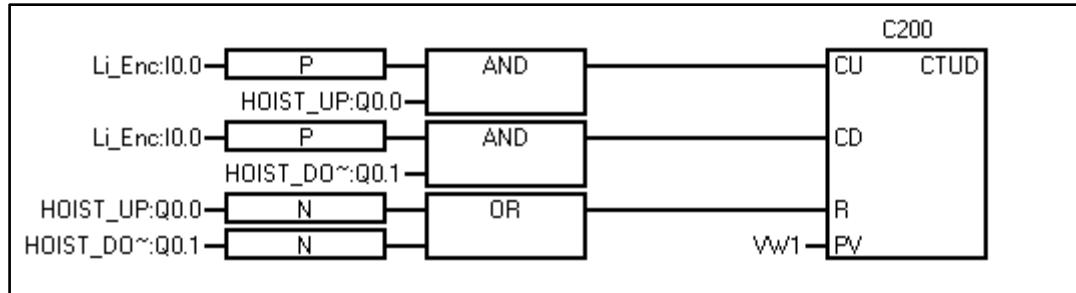 C200
Li_Enc:I0.0 P AND CU CTUD
HOIST_UP:Q0.0
Li_Enc:I0.0 P AND CD
HOIST_DO~:Q0.1
HOIST_UP:Q0.0 N OR R
HOIST_DO~:Q0.1 N VW1 PV